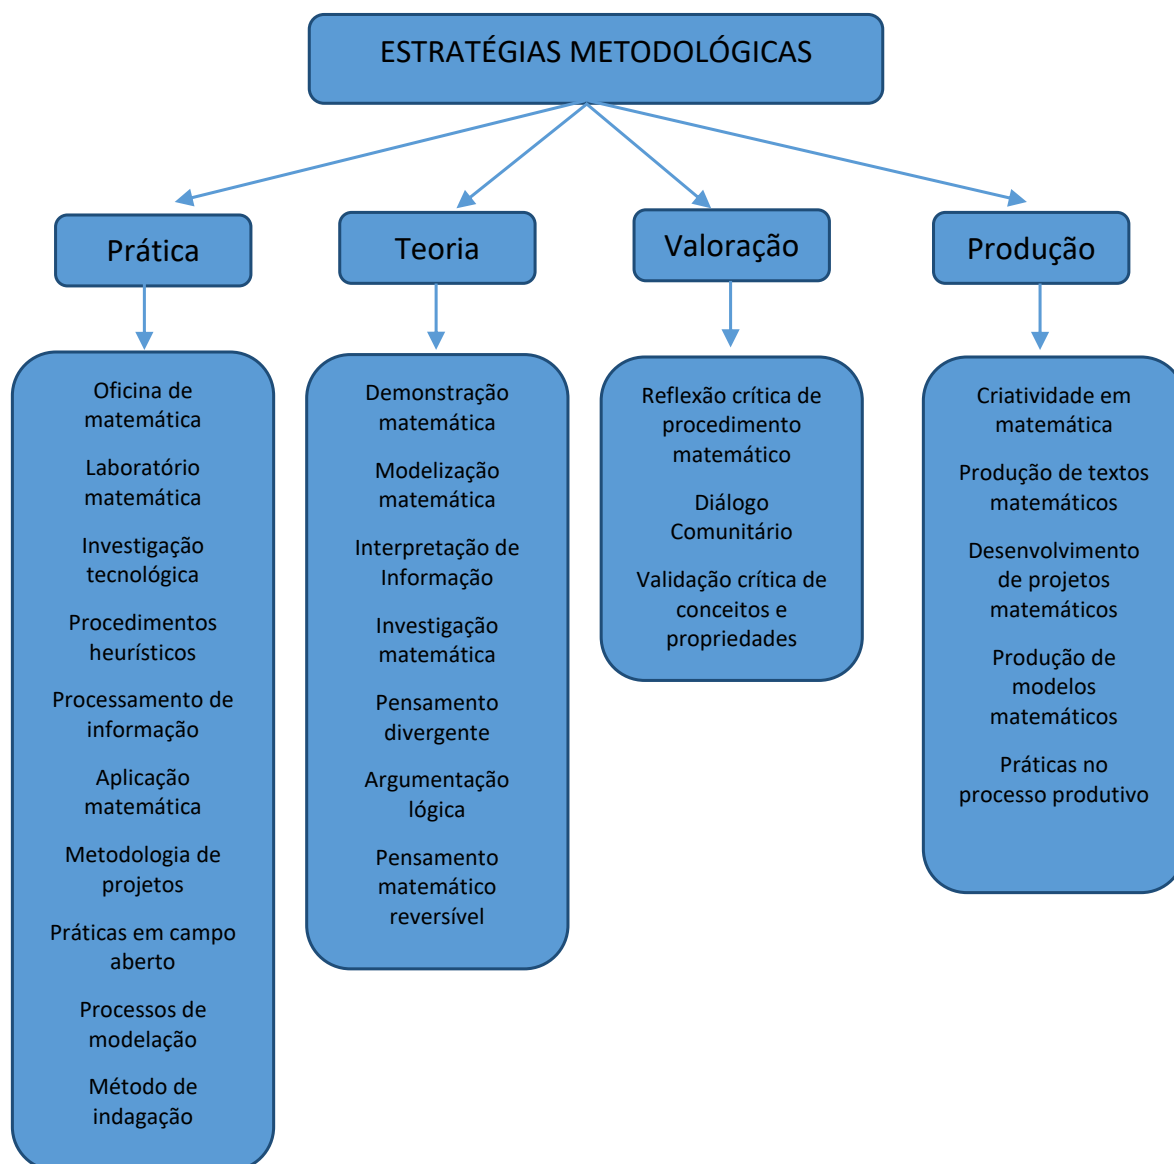 ESTRATÉGIAS METODOLÓGICAS
Prática
Teoria
Valoração
Produção
Oficina de
matemática
Laboratório
matemática
Investigação
tecnológica
Procedimentos
heurísticos
Processamento de
informação
Aplicação
matemática
Metodologia de
projetos
Práticas em campo
aberto
Processos de
modelação
Método de
indagação
Demonstração
matemática
Modelização
matemática
Interpretação de
Informação
Investigação
matemática
Pensamento
divergente
Argumentação
lógica
Pensamento
matemático
reversível
Reflexão crítica de
procedimento
matemático
Diálogo
Comunitário
Validação crítica de
conceitos e
propriedades
Criatividade em
matemática
Produção de textos
matemáticos
Desenvolvimento
de projetos
matemáticos
Produção de
modelos
matemáticos
Práticas no
processo produtivo